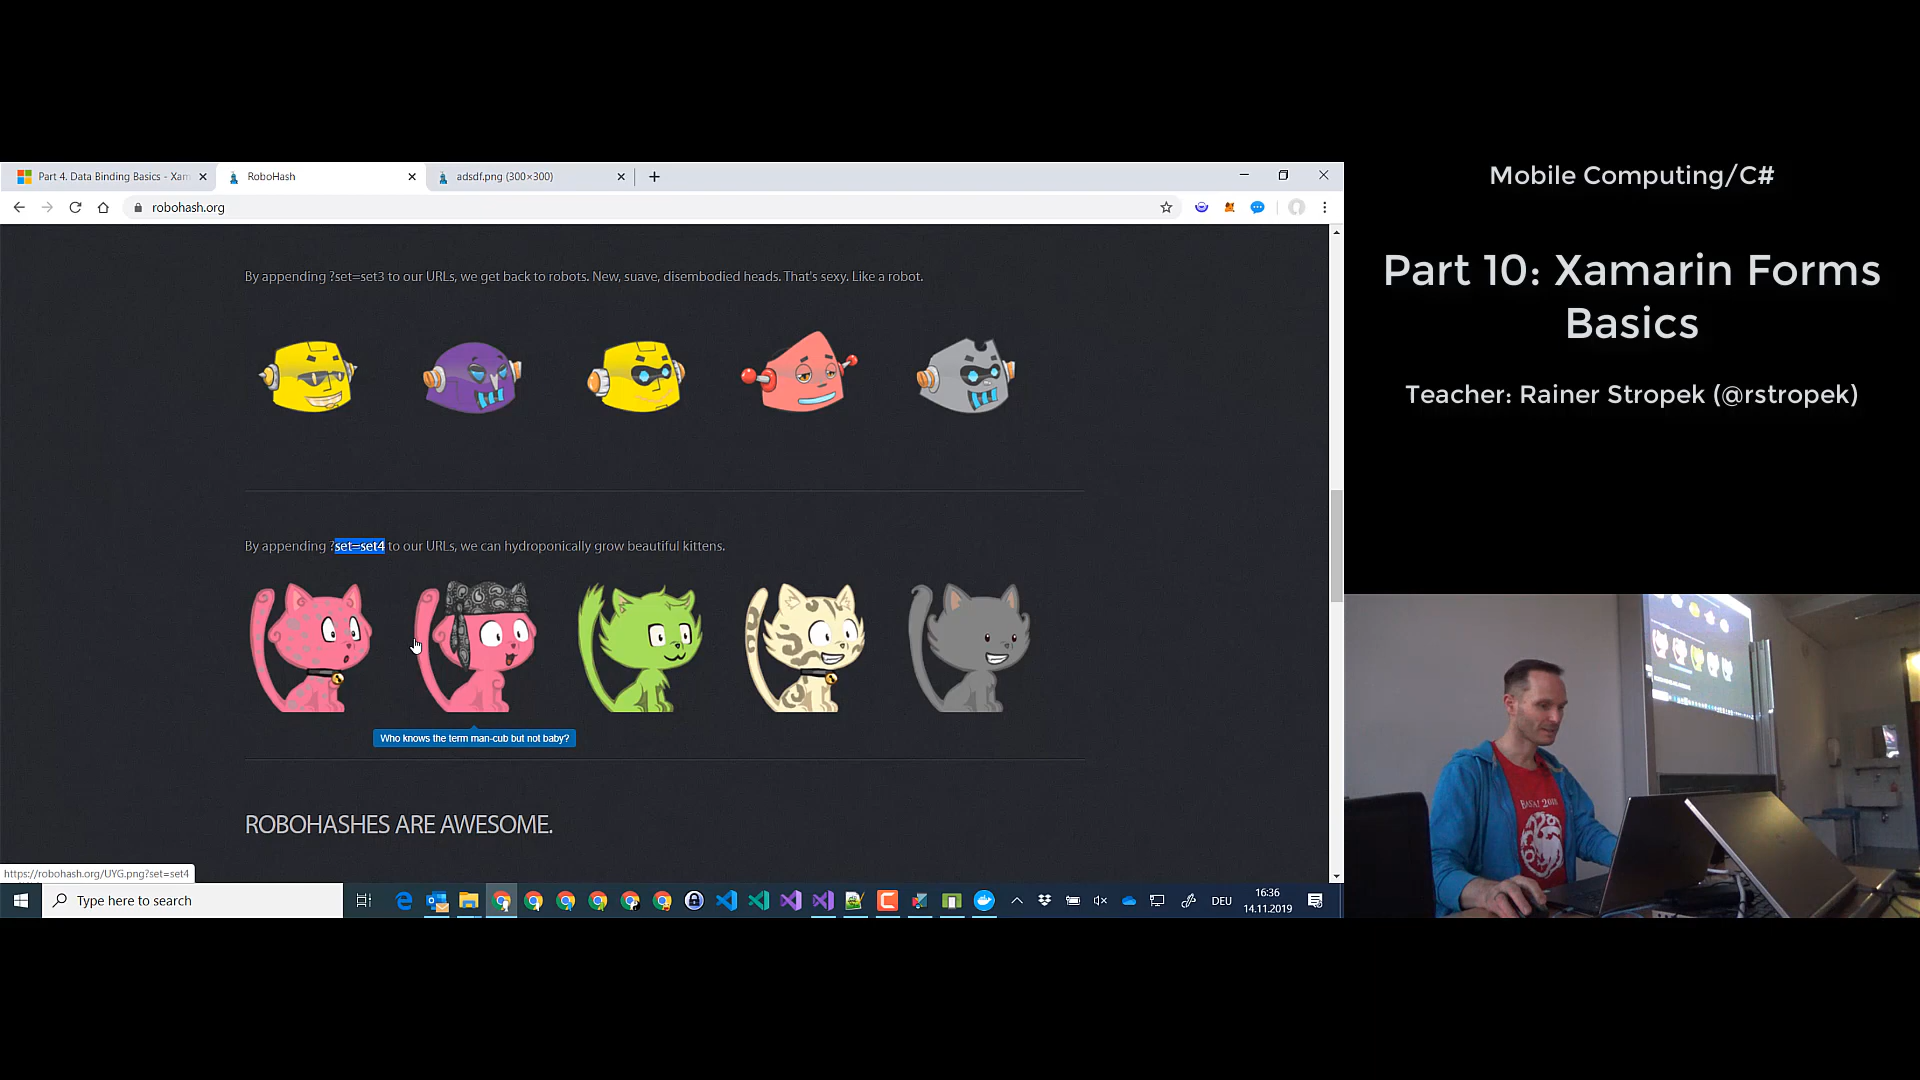 Part 4. Data Binding Basics - Xam
RoboHash
adsdf.png (300×300)
robohash.org
By appending ?set=set3 to our URLs, we get back to robots. New, suave, disembodied heads. That's sexy. Like a robot.
By appending ?set=set4 to our URLs, we can hydroponically grow beautiful kittens.
Who knows the term man-cub but not baby?
ROBOHASHES ARE AWESOME.
https://robohash.org/UYG.png?set=set4
Type here to search
DEU
16:36
14.11.2019
Mobile Computing/C#
Part 10: Xamarin Forms
Basics
Teacher: Rainer Stropek (@rstropek)
BASTA! 2018